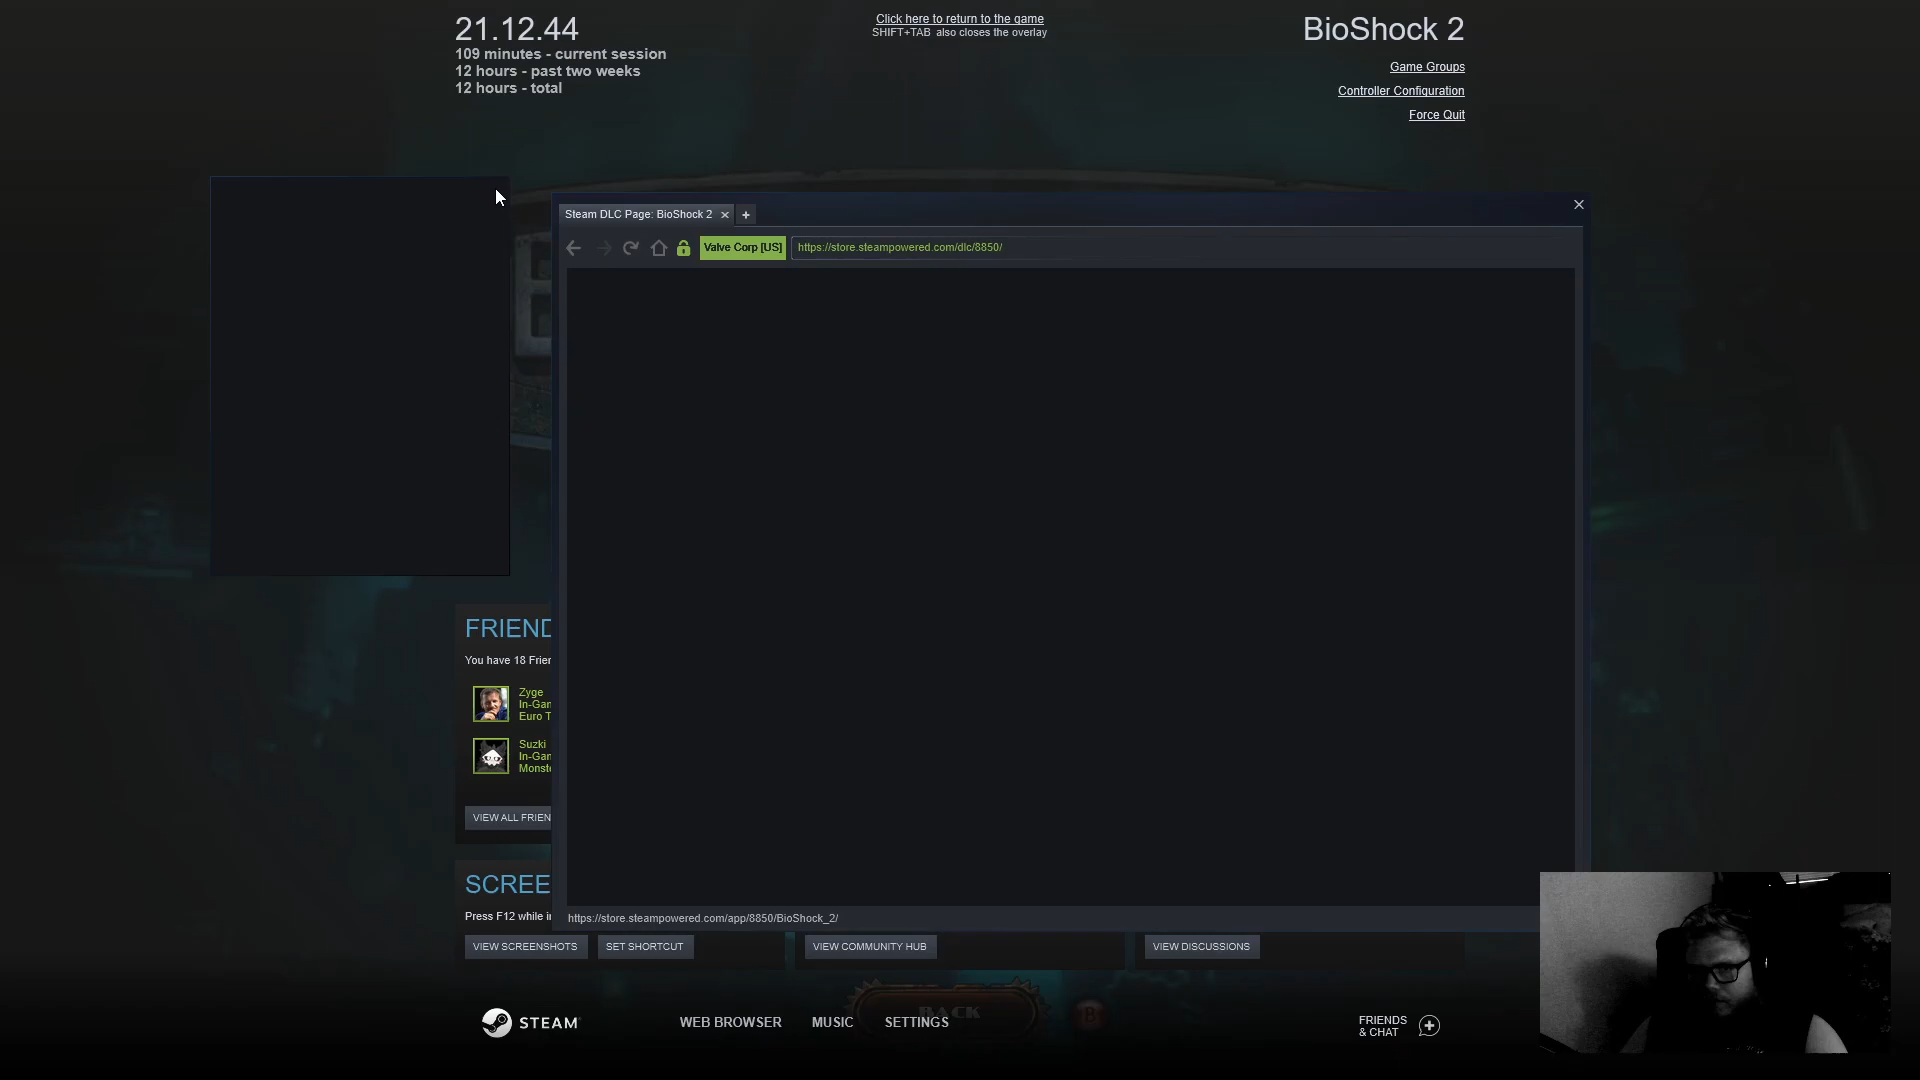 21.12.44
109 minutes - current session
12 hours - past two weeks
12 hours - total
Click here to return to the game
SHIFT+TAB also closes the overlay
BioShock 2
Game Groups
Controller Configuration
Force Quit
Steam DLC Page: BioShock 2
Valve Corp [US]
https://store.steampowered.com/dlc/8850/
FRIEND
You have 18 Frien
Zyge
In-Gam
Euro T
Suzki
In-Gam
Monste
VIEW ALL FRIEN
SCREE
Press F12 while in
https://store.steampowered.com/app/8850/BioShock_2/
VIEW SCREENSHOTS
SET SHORTCUT
VIEW COMMUNITY HUB
VIEW DISCUSSIONS
BACK
B
STEAM
WEB BROWSER
MUSIC
SETTINGS
FRIENDS
& CHAT